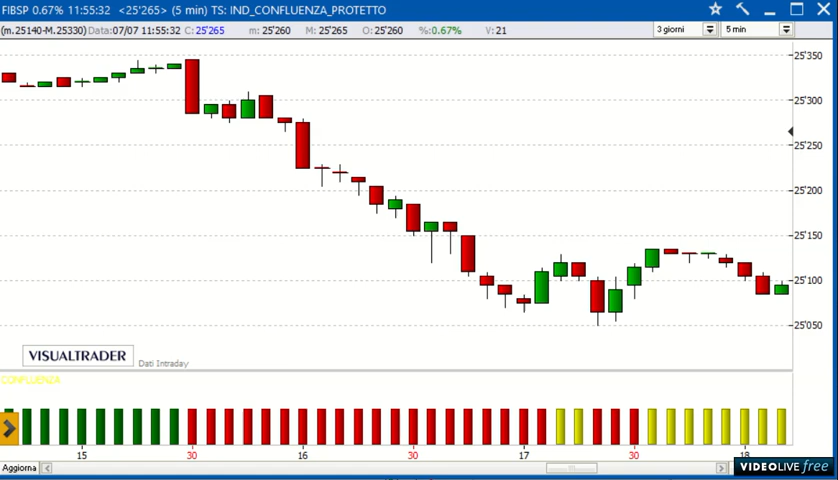 FIBSP 0.67% 11:55:32 <25'265> (5 min) TS: IND_CONFLUENZA_PROTETTO
(m.25140-M.25330) Data:07/07 11:55:32 C: 25'265 m: 25'260 M: 25'265 O: 25'260 %:0.67% V: 21 3 giorni 5 min
25'350
25'300
25'250
25'200
25'150
25'100
25'050
VISUALTRADER Dati Intraday
CONFLUENZA
15 30 16 30 17 30 18
Aggiorna
VIDEOLIVE free